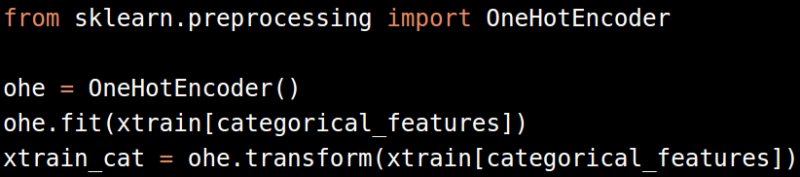 from sklearn.preprocessing import OneHotEncoder
ohe = OneHotEncoder()
ohe.fit(xtrain[categorical_features])
xtrain_cat = ohe.transform(xtrain[categorical_features])